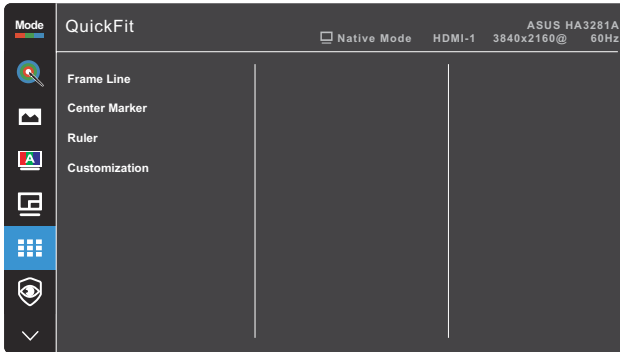 Mode
QuickFit
ASUS HA3281A
Native Mode HDMI-1 3840x2160@ 60Hz
Frame Line
Center Marker
Ruler
A
Customization